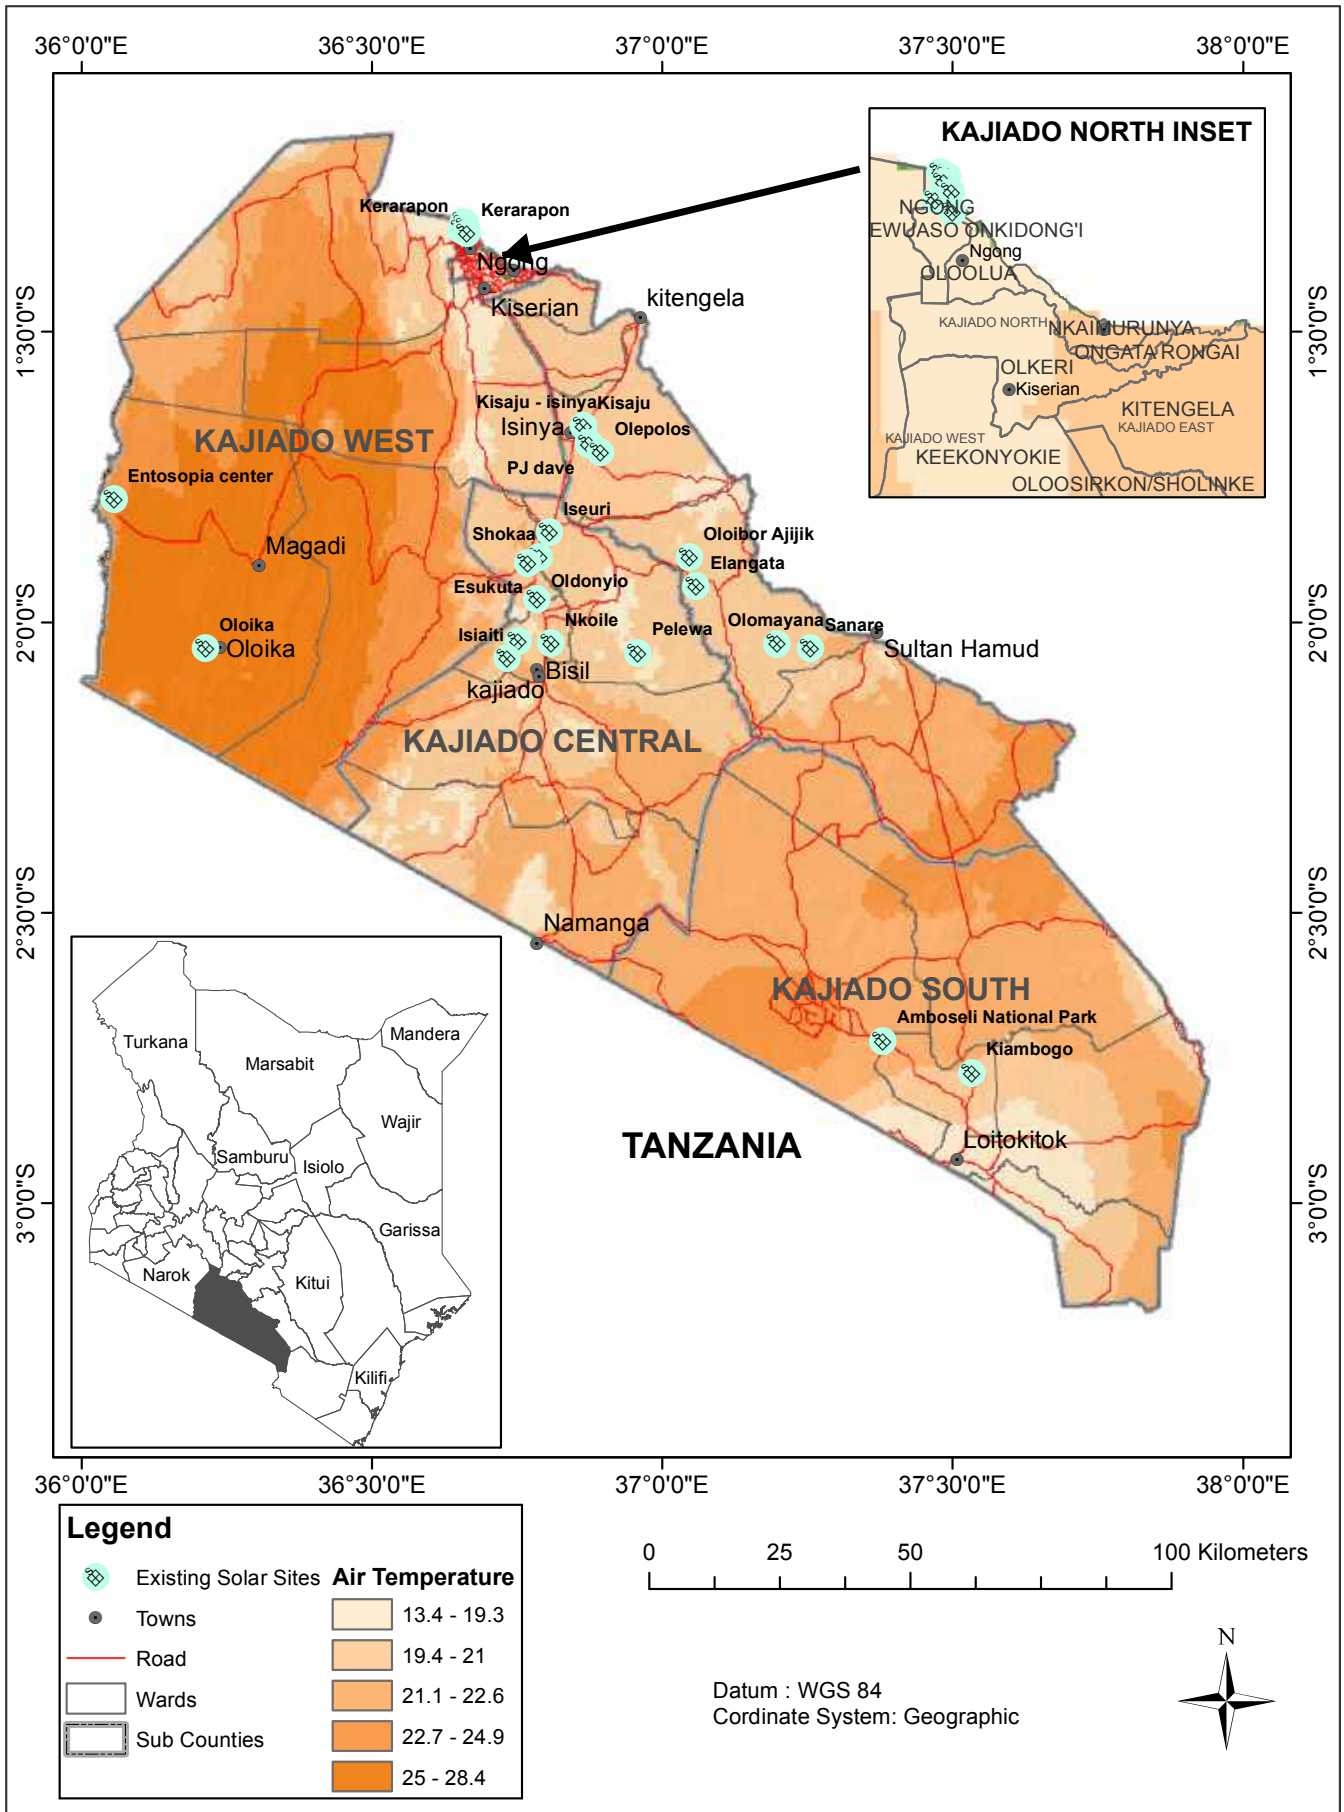 36°0'0"E 36°30'0"E 37°0'0"E 37°30'0"E 38°0'0"E
KAJIADO NORTH INSET
NGONG
EWUASO ONKIDONG'I
Ngong
OLOOLUA
KAJIADO NORTH
NKAIMURUNYA
ONGATA RONGAI
OLKERI
Kiserian
KITENGELA
KAJIADO EAST
KAJIADO WEST
KEEKONYOKIE
OLOOSIRKON/SHOLINKE
Kerarapon
Kerarapon
Ngong
Kiserian
kitengela
1°30'0"S
1°30'0"S
Kisaju - isinya
Kisaju
Isinya
Olepolos
KAJIADO WEST
PJ dave
Entosopia center
Iseuri
Shokaa
Oloibor Ajijik
Magadi
Elangata
Esukuta
Oldonyio
Nkoile
Isiaiti
Pelewa
Olomayana
Sanare
Oloika
Oloika
Sultan Hamud
2°0'0"S
2°0'0"S
Bisil
kajiado
KAJIADO CENTRAL
2°30'0"S
2°30'0"S
Namanga
KAJIADO SOUTH
Amboseli National Park
Kiambogo
TANZANIA
Loitokitok
3°0'0"S
3°0'0"S
Turkana
Mandera
Marsabit
Wajir
Samburu
Isiolo
Garissa
Narok
Kitui
Kilifi
36°0'0"E 36°30'0"E 37°0'0"E 37°30'0"E 38°0'0"E
Legend
Existing Solar Sites
Towns
Road
Wards
Sub Counties
Air Temperature
13.4 - 19.3
19.4 - 21
21.1 - 22.6
22.7 - 24.9
25 - 28.4
0 25 50 100 Kilometers
Datum : WGS 84
Cordinate System: Geographic
N